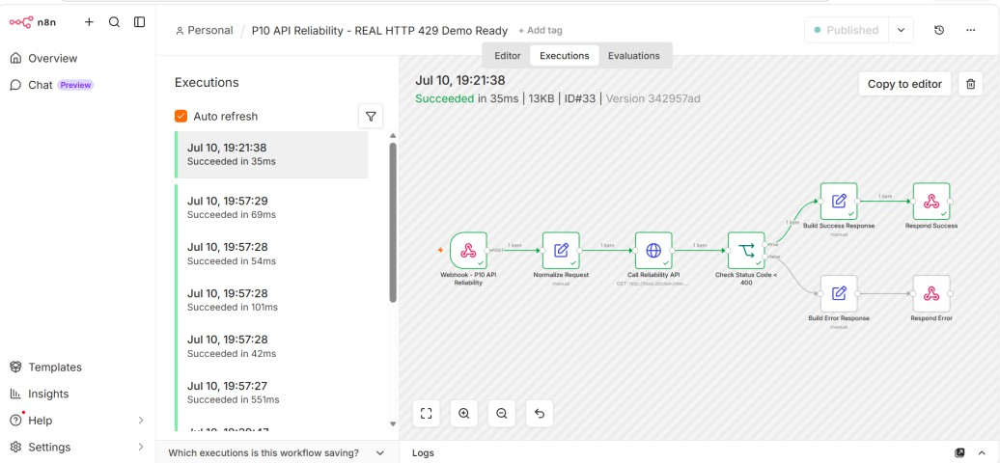 n8n
Overview
Chat Preview
Templates
Insights
Help
Settings
Personal / P10 API Reliability - REAL HTTP 429 Demo Ready + Add tag
Published
Editor Executions Evaluations
Executions
Auto refresh
Jul 10, 19:21:38
Succeeded in 35ms
Jul 10, 19:57:29
Succeeded in 69ms
Jul 10, 19:57:28
Succeeded in 54ms
Jul 10, 19:57:28
Succeeded in 101ms
Jul 10, 19:57:28
Succeeded in 42ms
Jul 10, 19:57:27
Succeeded in 551ms
Which executions is this workflow saving?
Jul 10, 19:21:38
Succeeded in 35ms | 13KB | ID#33 | Version 342957ad
Copy to editor
POST
1 item
1 item
1 item
true
false
1 item
1 item
Webhook - P10 API
Reliability
Normalize Request
manual
Call Reliability API
GET: http://host.docker.inter...
Check Status Code <
400
Build Success Response
manual
Respond Success
Build Error Response
manual
Respond Error
Logs